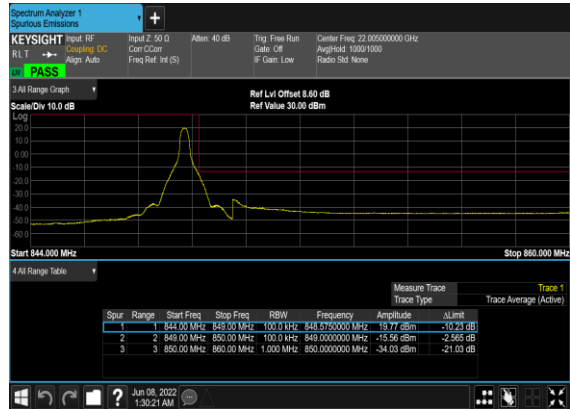 Spectrum Analyzer 1
Spurious Emissions
+
KEYSIGHT Input: RF Input Z: 50 Ω Atten: 40 dB Trig: Free Run Center Freq: 22.005000000 GHz
RL T Coupling: DC Corr CCorr Gate: Off Avg|Hold: 1000/1000
Align: Auto Freq Ref: Int (S) IF Gain: Low Radio Std: None
PASS
3 All Range Graph
Ref Lvl Offset 8.60 dB
Scale/Div 10.0 dB Ref Value 30.00 dBm
Log
20.0
10.0
0.00
-10.0
-20.0
-30.0
-40.0
-50.0
-60.0
Start 844.000 MHz Stop 860.000 MHz
4 All Range Table
Measure Trace Trace 1
Trace Type Trace Average (Active)
Spur Range Start Freq Stop Freq RBW Frequency Amplitude ΔLimit
1 1 844.00 MHz 849.00 MHz 100.0 kHz 848.5750000 MHz 19.77 dBm -10.23 dB
2 2 849.00 MHz 850.00 MHz 100.0 kHz 849.0000000 MHz -15.56 dBm -2.565 dB
3 3 850.00 MHz 860.00 MHz 1.000 MHz 850.0000000 MHz -34.03 dBm -21.03 dB
? Jun 08, 2022
1:30:21 AM